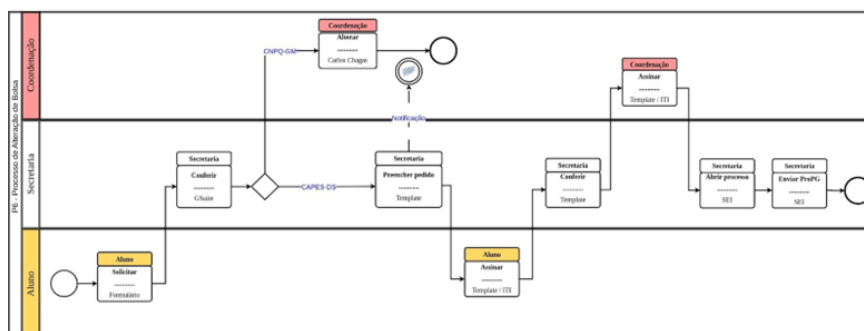 P6 - Processo de Alteração de Bolsa
Coordenação
Secretaria
Aluno
Coordenação
Alterar
--------
Carlos Chagas
CNPQ-GM
Notificação
Coordenação
Assinar
--------
Template / ITI
Secretaria
Conferir
--------
GSuite
CAPES-DS
Secretaria
Preencher pedido
--------
Template
Secretaria
Conferir
--------
Template
Secretaria
Abrir processo
--------
SEI
Secretaria
Enviar ProPG
--------
SEI
Aluno
Solicitar
--------
Formulário
Aluno
Assinar
--------
Template / ITI